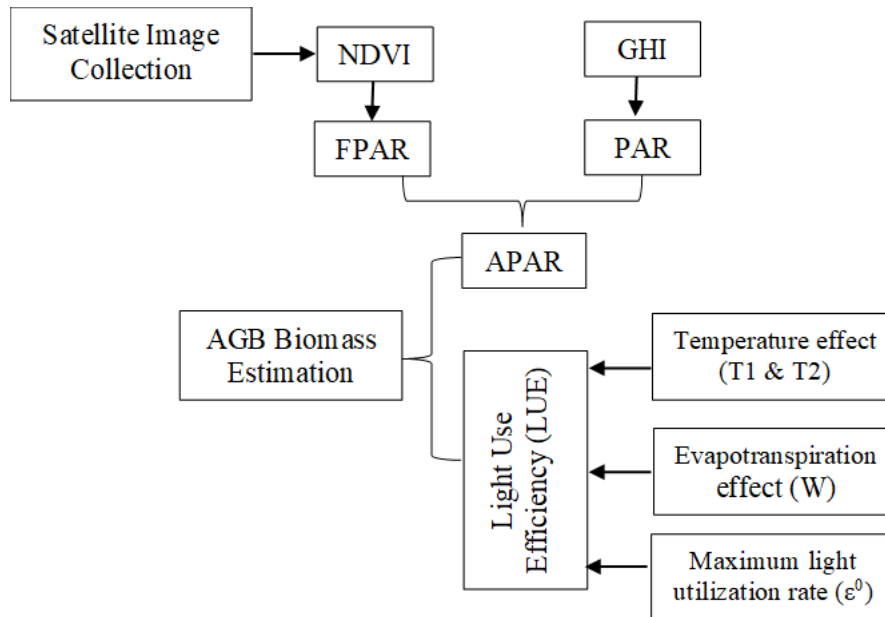 Satellite Image
Collection
NDVI
GHI
FPAR
PAR
APAR
AGB Biomass
Estimation
Light Use
Efficiency (LUE)
Temperature effect
(T1 & T2)
Evapotranspiration
effect (W)
Maximum light
utilization rate (ε⁰)